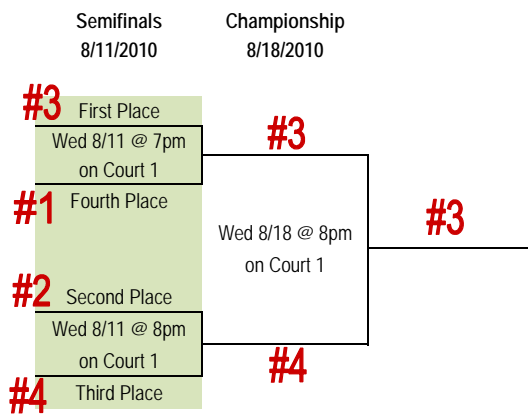 Semifinals
8/11/2010
Championship
8/18/2010
#3
First Place
Wed 8/11 @ 7pm
on Court 1
#1
Fourth Place
#3
Wed 8/18 @ 8pm
on Court 1
#3
#2
Second Place
Wed 8/11 @ 8pm
on Court 1
#4
Third Place
#4